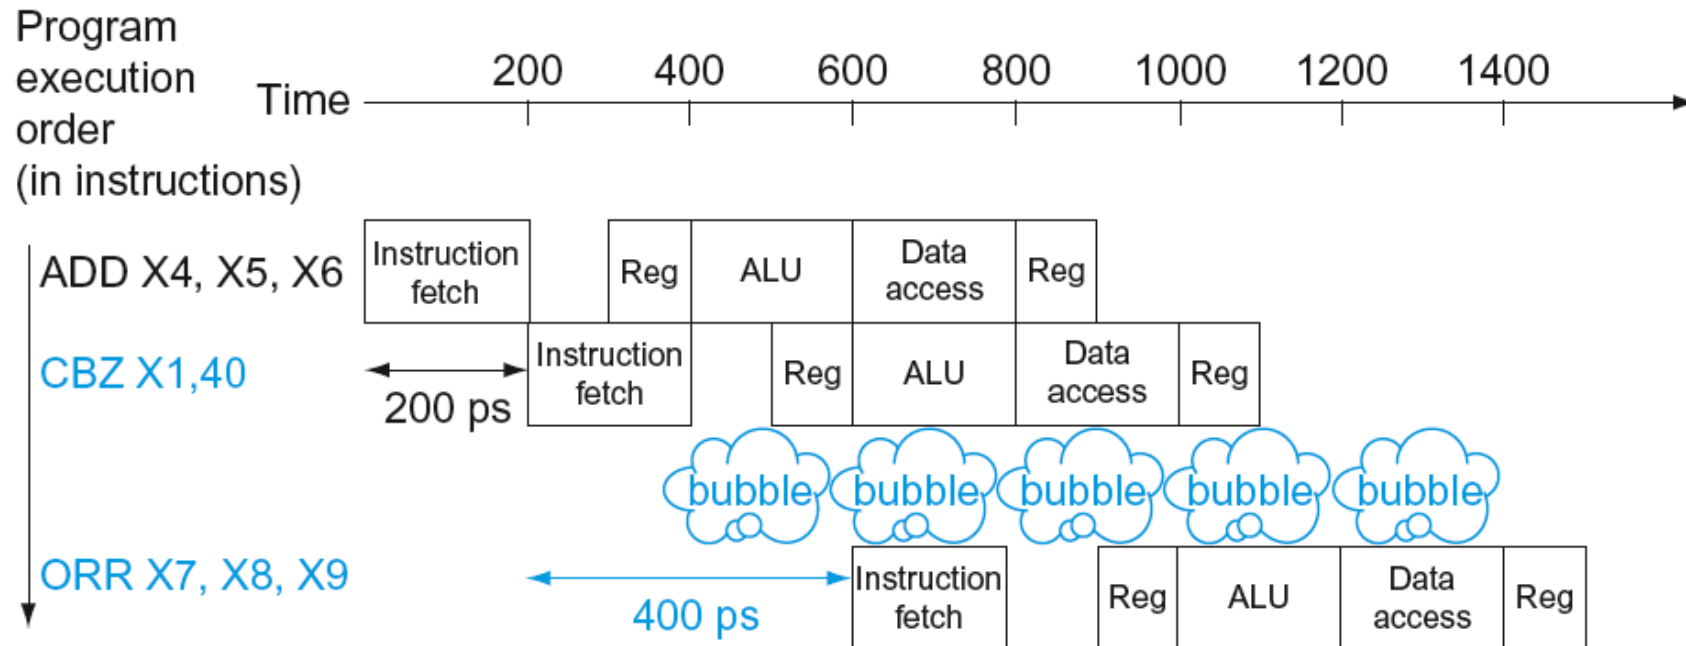 Program
execution
order
(in instructions)
Time
200 400 600 800 1000 1200 1400
ADD X4, X5, X6
Instruction
fetch
Reg
ALU
Data
access
Reg
CBZ X1,40
200 ps
Instruction
fetch
Reg
ALU
Data
access
Reg
bubble bubble bubble bubble bubble
ORR X7, X8, X9
400 ps
Instruction
fetch
Reg
ALU
Data
access
Reg